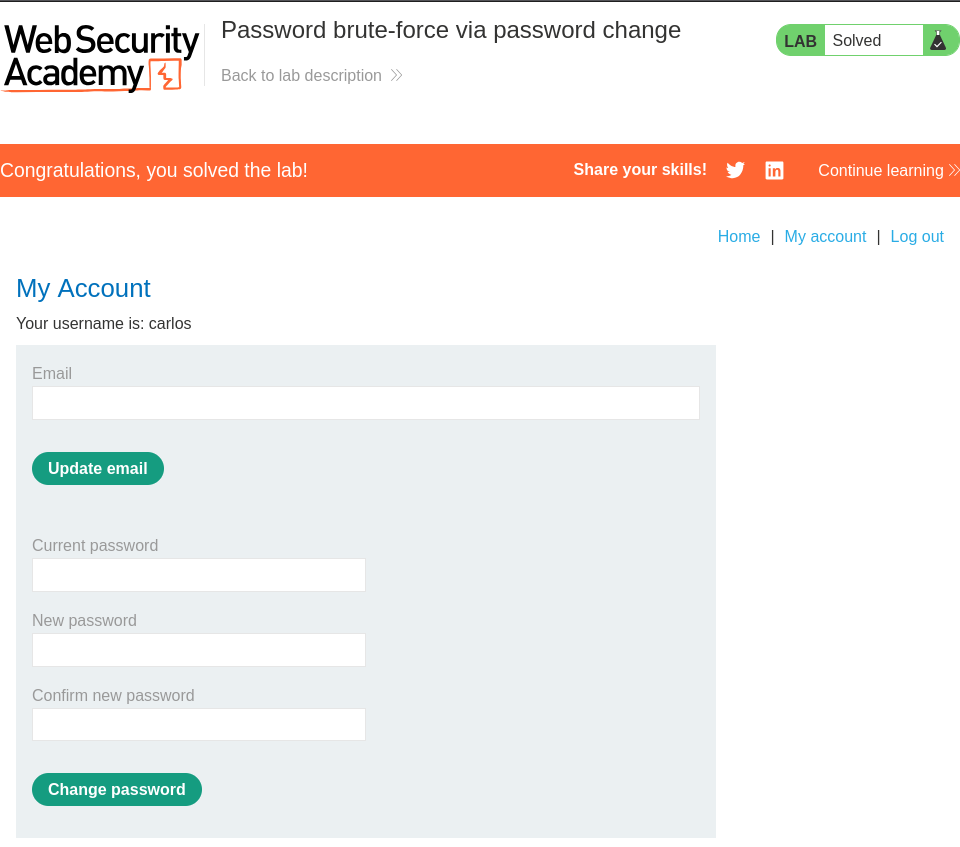 Web Security
Academy
Password brute-force via password change
Back to lab description
LAB Solved
Congratulations, you solved the lab!
Share your skills!
Continue learning
Home | My account | Log out
My Account
Your username is: carlos
Email
Update email
Current password
New password
Confirm new password
Change password